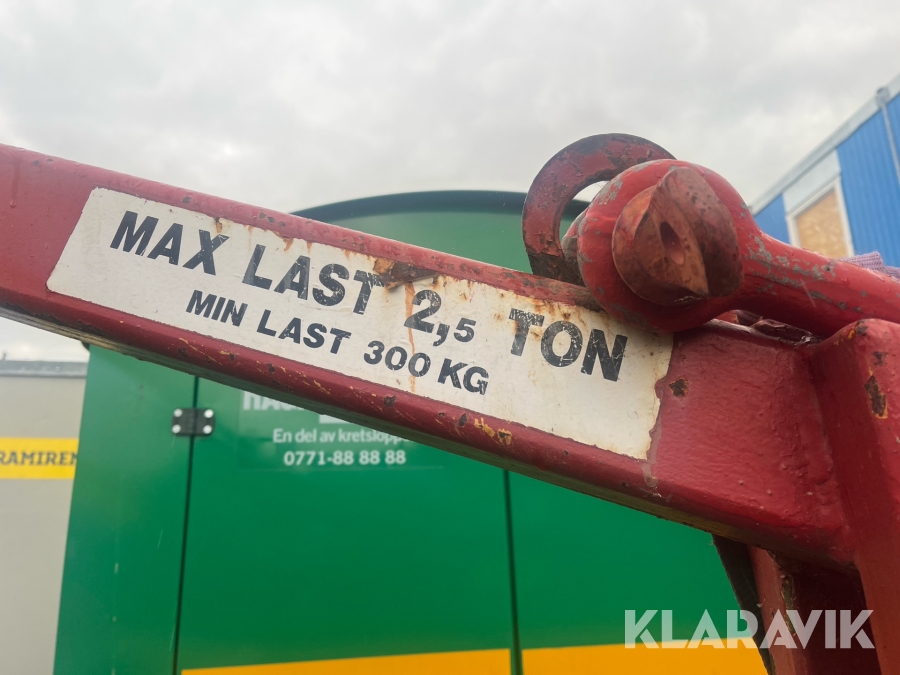 MAX LAST 2,5 TON
MIN LAST 300 KG
En del av kretslopp
0771-88 88 88
RAMIREN
KLARAVIK